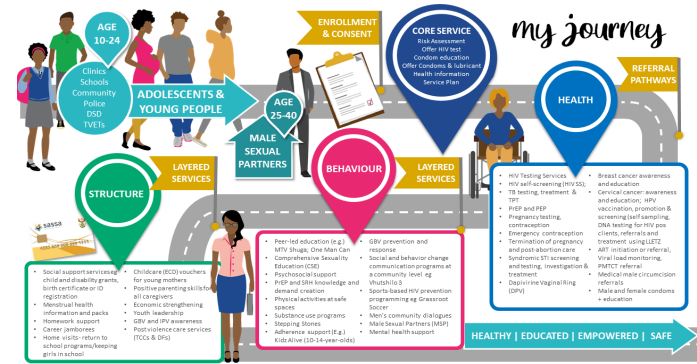 my journey
AGE
10-24
Clinics
Schools
Community
Police
DSD
TVETs
ADOLESCENTS &
YOUNG PEOPLE
AGE
25-40
MALE
SEXUAL
PARTNERS
ENROLLMENT
& CONSENT
CORE SERVICE
Risk Assessment
Offer HIV test
Condom education
Offer Condoms & lubricant
Health information
Service Plan
REFERRAL
PATHWAYS
HEALTH
• HIV Testing Services
• HIV self-screening (HIV SS);
• TB testing, treatment &
TPT
• PrEP and PEP
• Pregnancy testing,
contraception
• Emergency contraception
• Termination of pregnancy
and post-abortion care
• Syndromic STI screening
and testing, investigation &
treatment
• Dapivirine Vaginal Ring
(DPV)
• Breast cancer awareness
and education
• Cervical cancer: awareness
and education; HPV
vaccination, promotion &
screening (self sampling,
DNA testing for HIV pos
clients, referral and
treatment using LLETZ
• ART initiation or referral,
Viral load monitoring.
PMTCT referral
• Medical male circumcision
referrals
• Male and female condoms
+ education
LAYERED
SERVICES
STRUCTURE
sassa
• Social support services eg
child and disability grants,
birth certificate or ID
registration
• Menstrual health
information and packs
• Homework support
• Career jamborees
• Home visits- return to
school programs/keeping
girls in school
• Childcare (ECD) vouchers
for young mothers
• Positive parenting skills for
all caregivers
• Economic strengthening
• Youth leadership
• GBV and IPV awareness
• Post violence care services
(TCCs & DFs)
LAYERED
SERVICES
BEHAVIOUR
• Peer-led education (e.g.)
MTV Shuga; One Man Can
• Comprehensive Sexuality
Education (CSE)
• Psychosocial support
• PrEP and SRH knowledge and
demand creation
• Physical activities at safe
spaces
• Substance use programs
• Stepping Stones
• Adherence support (E.g.)
Kidz Alive (10-14-year-olds)
• GBV prevention and
response
• Social and behavior change
communication programs at
a community level eg
Vhutshilo 3
• Sports-based HIV prevention
programming eg Grassroot
Soccer
• Men's community dialogues
• Male Sexual Partners (MSP)
• Mental health support
HEALTHY | EDUCATED | EMPOWERED | SAFE